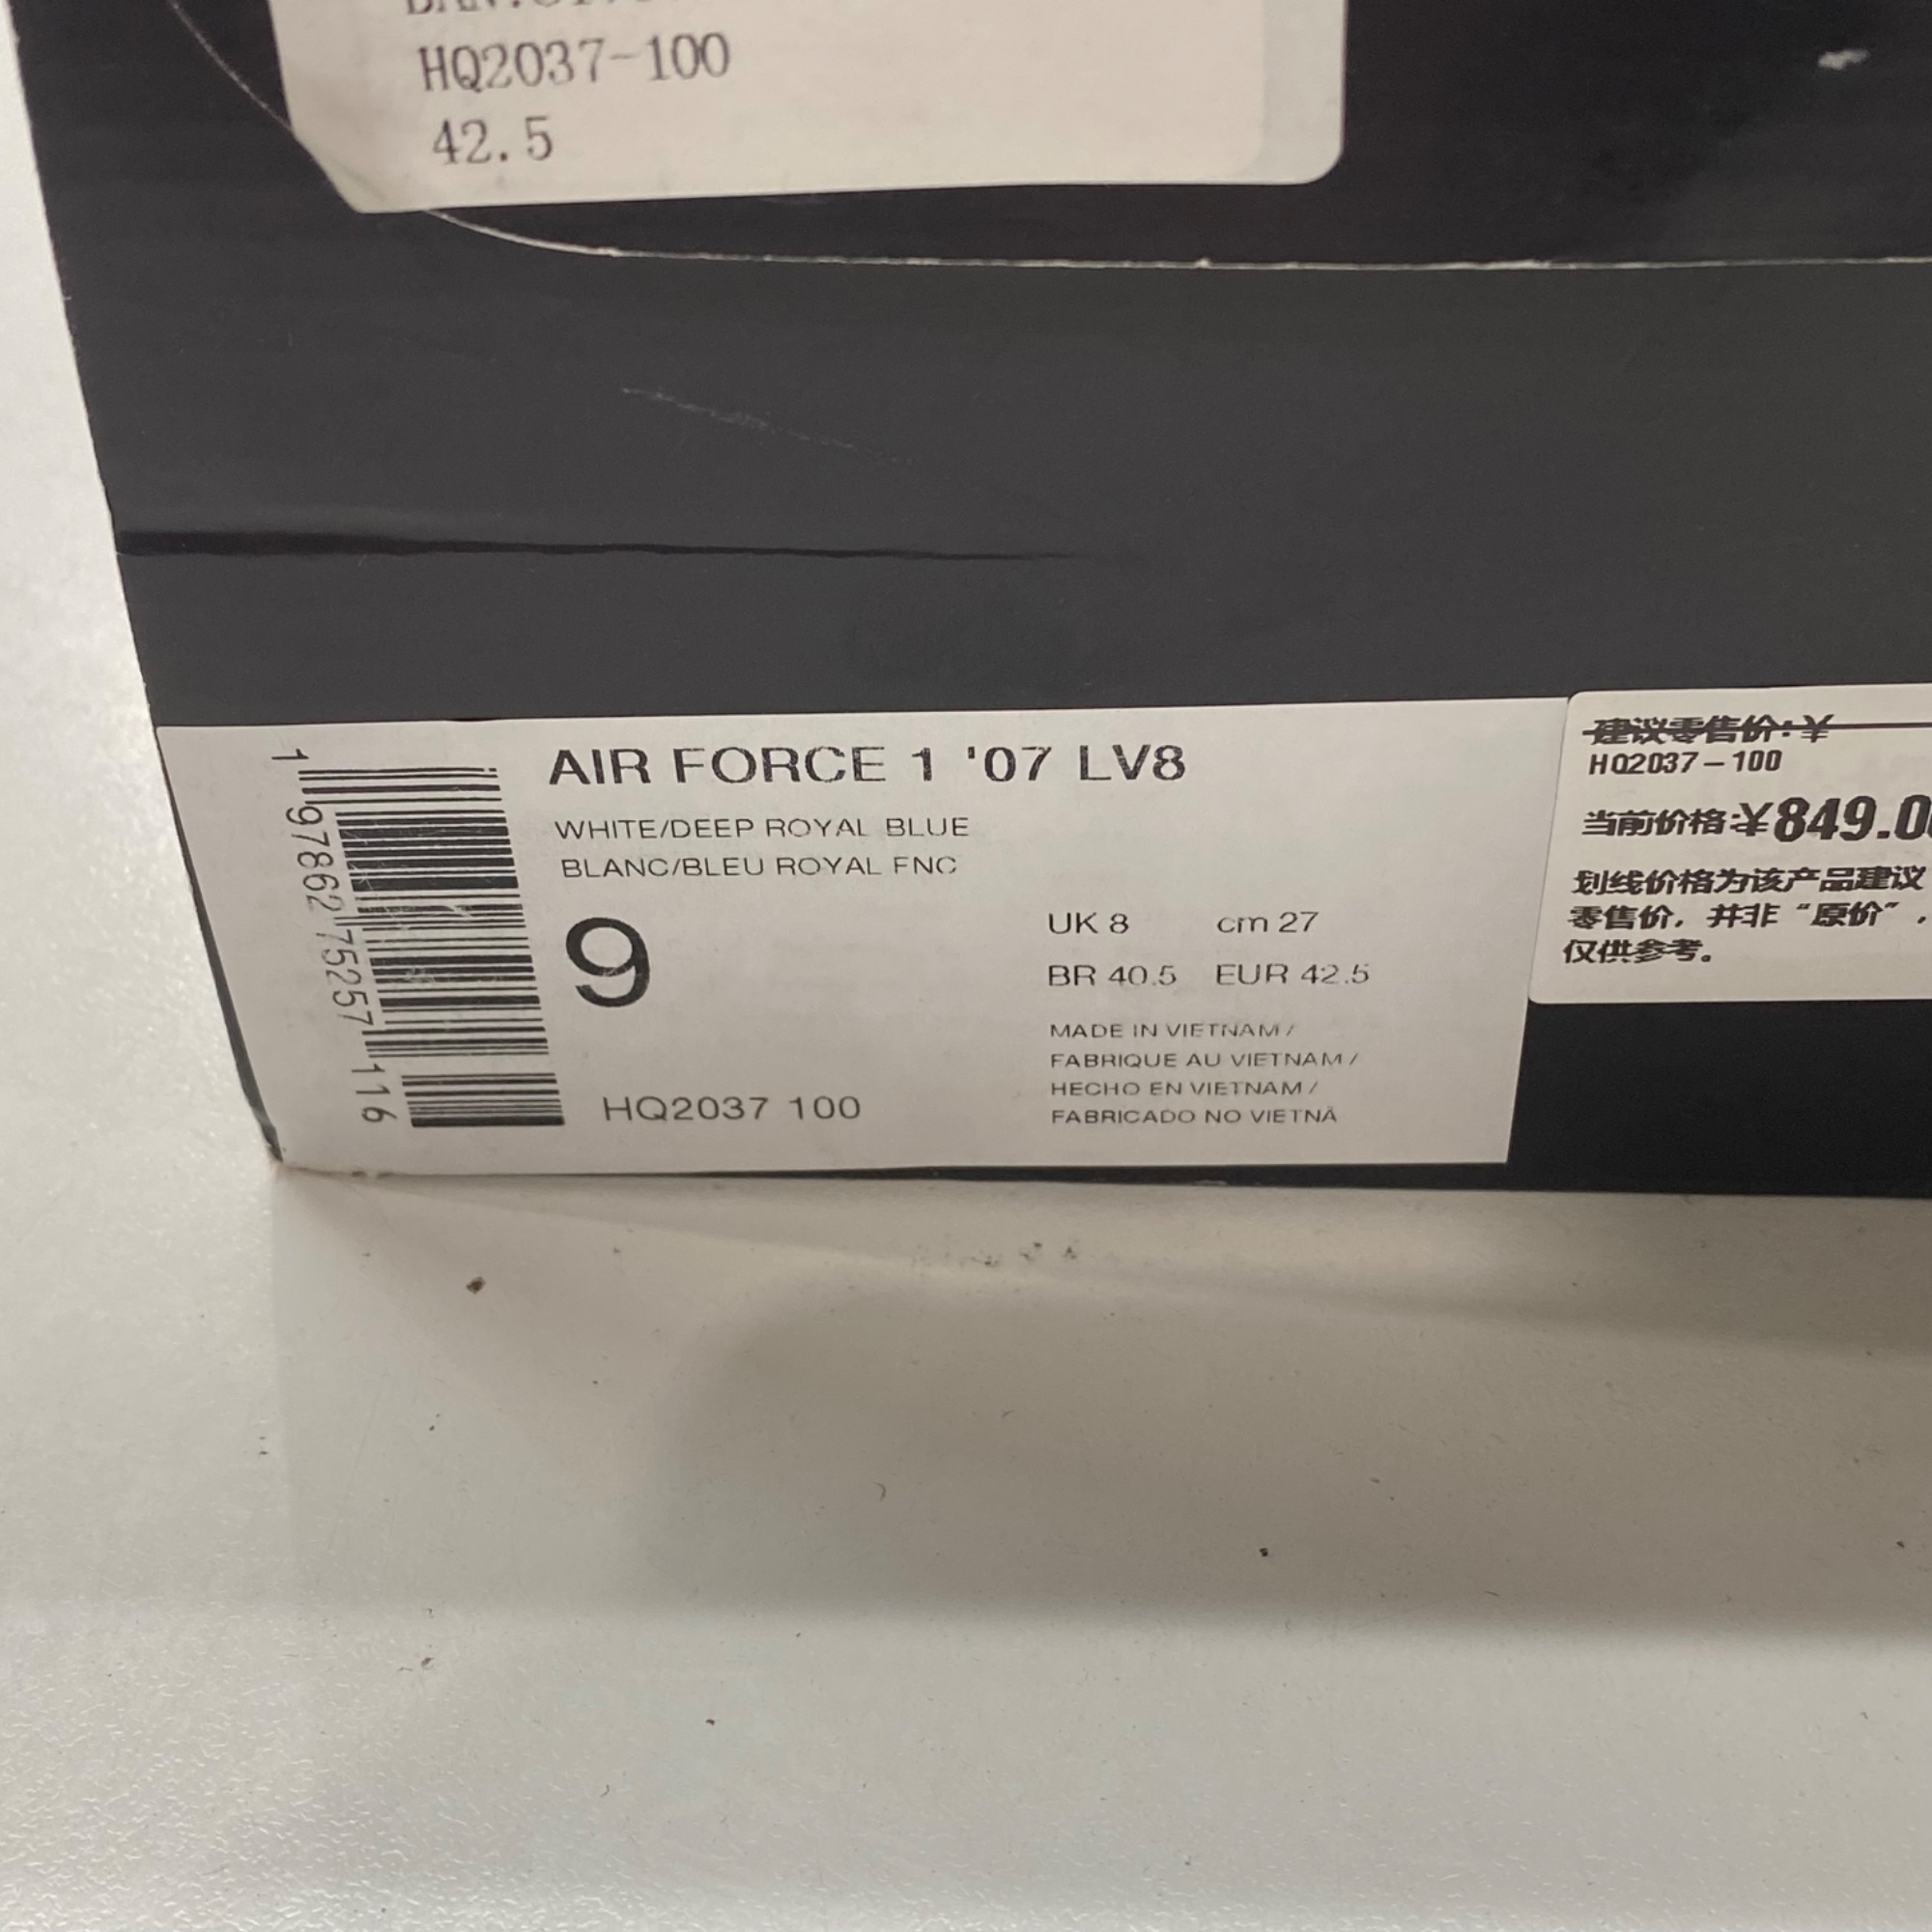 HQ2037-100
42.5
AIR FORCE 1 '07 LV8
WHITE/DEEP ROYAL BLUE
BLANC/BLEU ROYAL FNC
9
UK 8 cm 27
BR 40.5 EUR 42.5
MADE IN VIETNAM /
FABRIQUE AU VIETNAM /
HECHO EN VIETNAM /
FABRICADO NO VIETNÃ
HQ2037 100
1 97862 75257 116
建议零售价:¥
HQ2037-100
当前价格:¥849.0
划线价格为该产品建议
零售价，并非“原价”，
仅供参考。